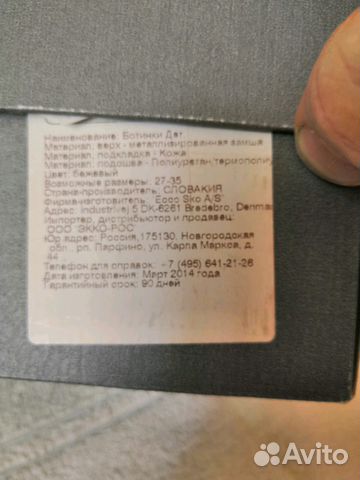 Наименование: Ботинки Дет.
Материал: верх - металлизированная замша
Материал, подкладка - Кожа
Материал, подошва - Полиуретан, термополиу
Цвет: бежевый
Возможные размеры: 27-35
Страна-производитель: СЛОВАКИЯ
Фирма-изготовитель: Ecco Sko A/S
Адрес: Industrivej 5 DK-6261 Bredebro, Denmar
Импортер, дистрибьютор и продавец:
ООО "ЭККО-РОС"
Юр.адрес: Россия,175130, Новгородская
обл., рп. Парфино, ул. Карла Маркса, д.
44
Телефон для справок: +7 (495) 641-21-26
Дата изготовления: Март 2014 года
Гарантийный срок: 90 дней
Avito